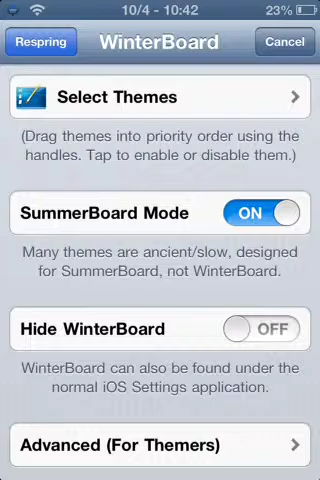 10/4 - 10:42
23%
Respring
WinterBoard
Cancel
Select Themes
(Drag themes into priority order using the
handles. Tap to enable or disable them.)
SummerBoard Mode
ON
Many themes are ancient/slow, designed
for SummerBoard, not WinterBoard.
Hide WinterBoard
OFF
WinterBoard can also be found under the
normal iOS Settings application.
Advanced (For Themers)